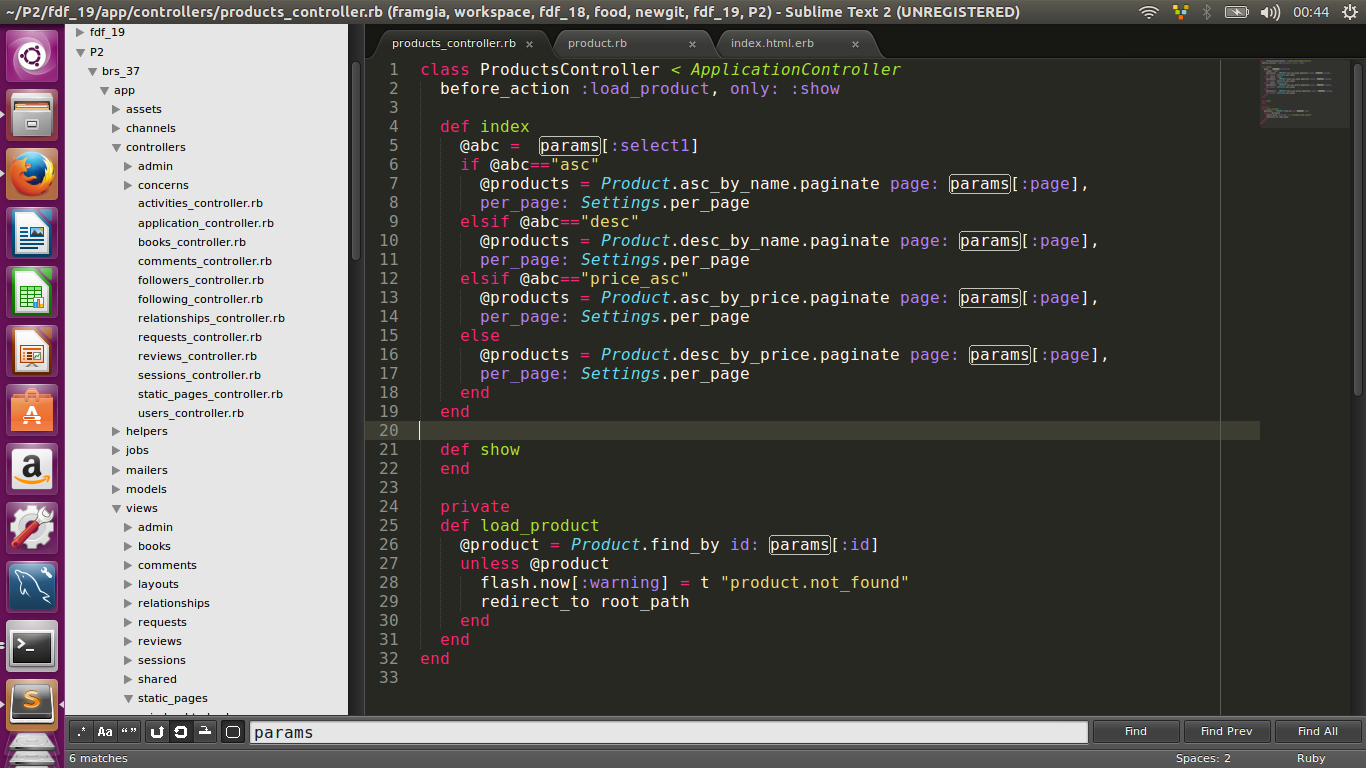 ~/P2/fdf_19/app/controllers/products_controller.rb (framgia, workspace, fdf_18, food, newgit, fdf_19, P2) - Sublime Text 2 (UNREGISTERED)
00:44
fdf_19
P2
brs_37
app
assets
channels
controllers
admin
concerns
activities_controller.rb
application_controller.rb
books_controller.rb
comments_controller.rb
followers_controller.rb
following_controller.rb
relationships_controller.rb
requests_controller.rb
reviews_controller.rb
sessions_controller.rb
static_pages_controller.rb
users_controller.rb
helpers
jobs
mailers
models
views
admin
books
comments
layouts
relationships
requests
reviews
sessions
shared
static_pages
products_controller.rb ×
product.rb ×
index.html.erb ×
1 class ProductsController < ApplicationController
2   before_action :load_product, only: :show
3
4   def index
5     @abc =  params[:select1]
6     if @abc=="asc"
7       @products = Product.asc_by_name.paginate page: params[:page],
8       per_page: Settings.per_page
9     elsif @abc=="desc"
10       @products = Product.desc_by_name.paginate page: params[:page],
11       per_page: Settings.per_page
12     elsif @abc=="price_asc"
13       @products = Product.asc_by_price.paginate page: params[:page],
14       per_page: Settings.per_page
15     else
16       @products = Product.desc_by_price.paginate page: params[:page],
17       per_page: Settings.per_page
18     end
19   end
20
21   def show
22   end
23
24   private
25   def load_product
26     @product = Product.find_by id: params[:id]
27     unless @product
28       flash.now[:warning] = t "product.not_found"
29       redirect_to root_path
30     end
31   end
32 end
33
.* Aa “ ” params Find Find Prev Find All
6 matches Spaces: 2 Ruby